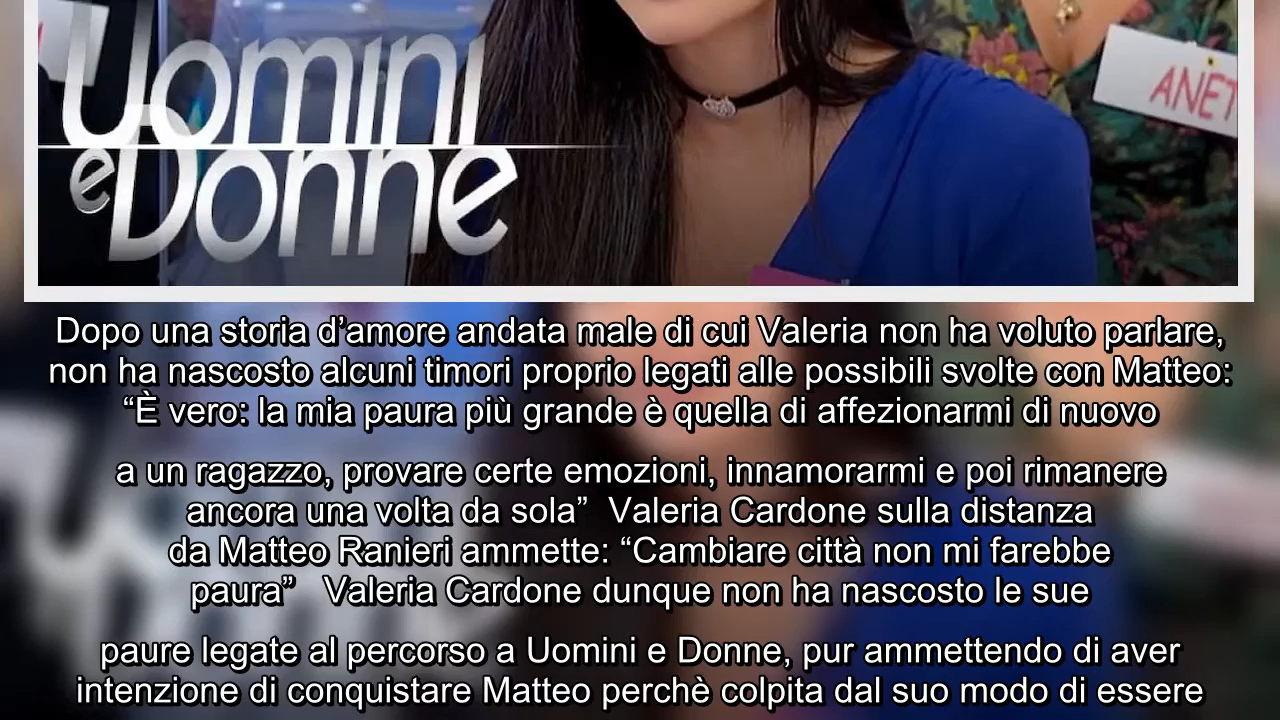 Uomini
e Donne
ANET
Dopo una storia d’amore andata male di cui Valeria non ha voluto parlare,
non ha nascosto alcuni timori proprio legati alle possibili svolte con Matteo:
“È vero: la mia paura più grande è quella di affezionarmi di nuovo
a un ragazzo, provare certe emozioni, innamorarmi e poi rimanere
ancora una volta da sola”  Valeria Cardone sulla distanza
da Matteo Ranieri ammette: “Cambiare città non mi farebbe
paura”   Valeria Cardone dunque non ha nascosto le sue
paure legate al percorso a Uomini e Donne, pur ammettendo di aver
intenzione di conquistare Matteo perchè colpita dal suo modo di essere